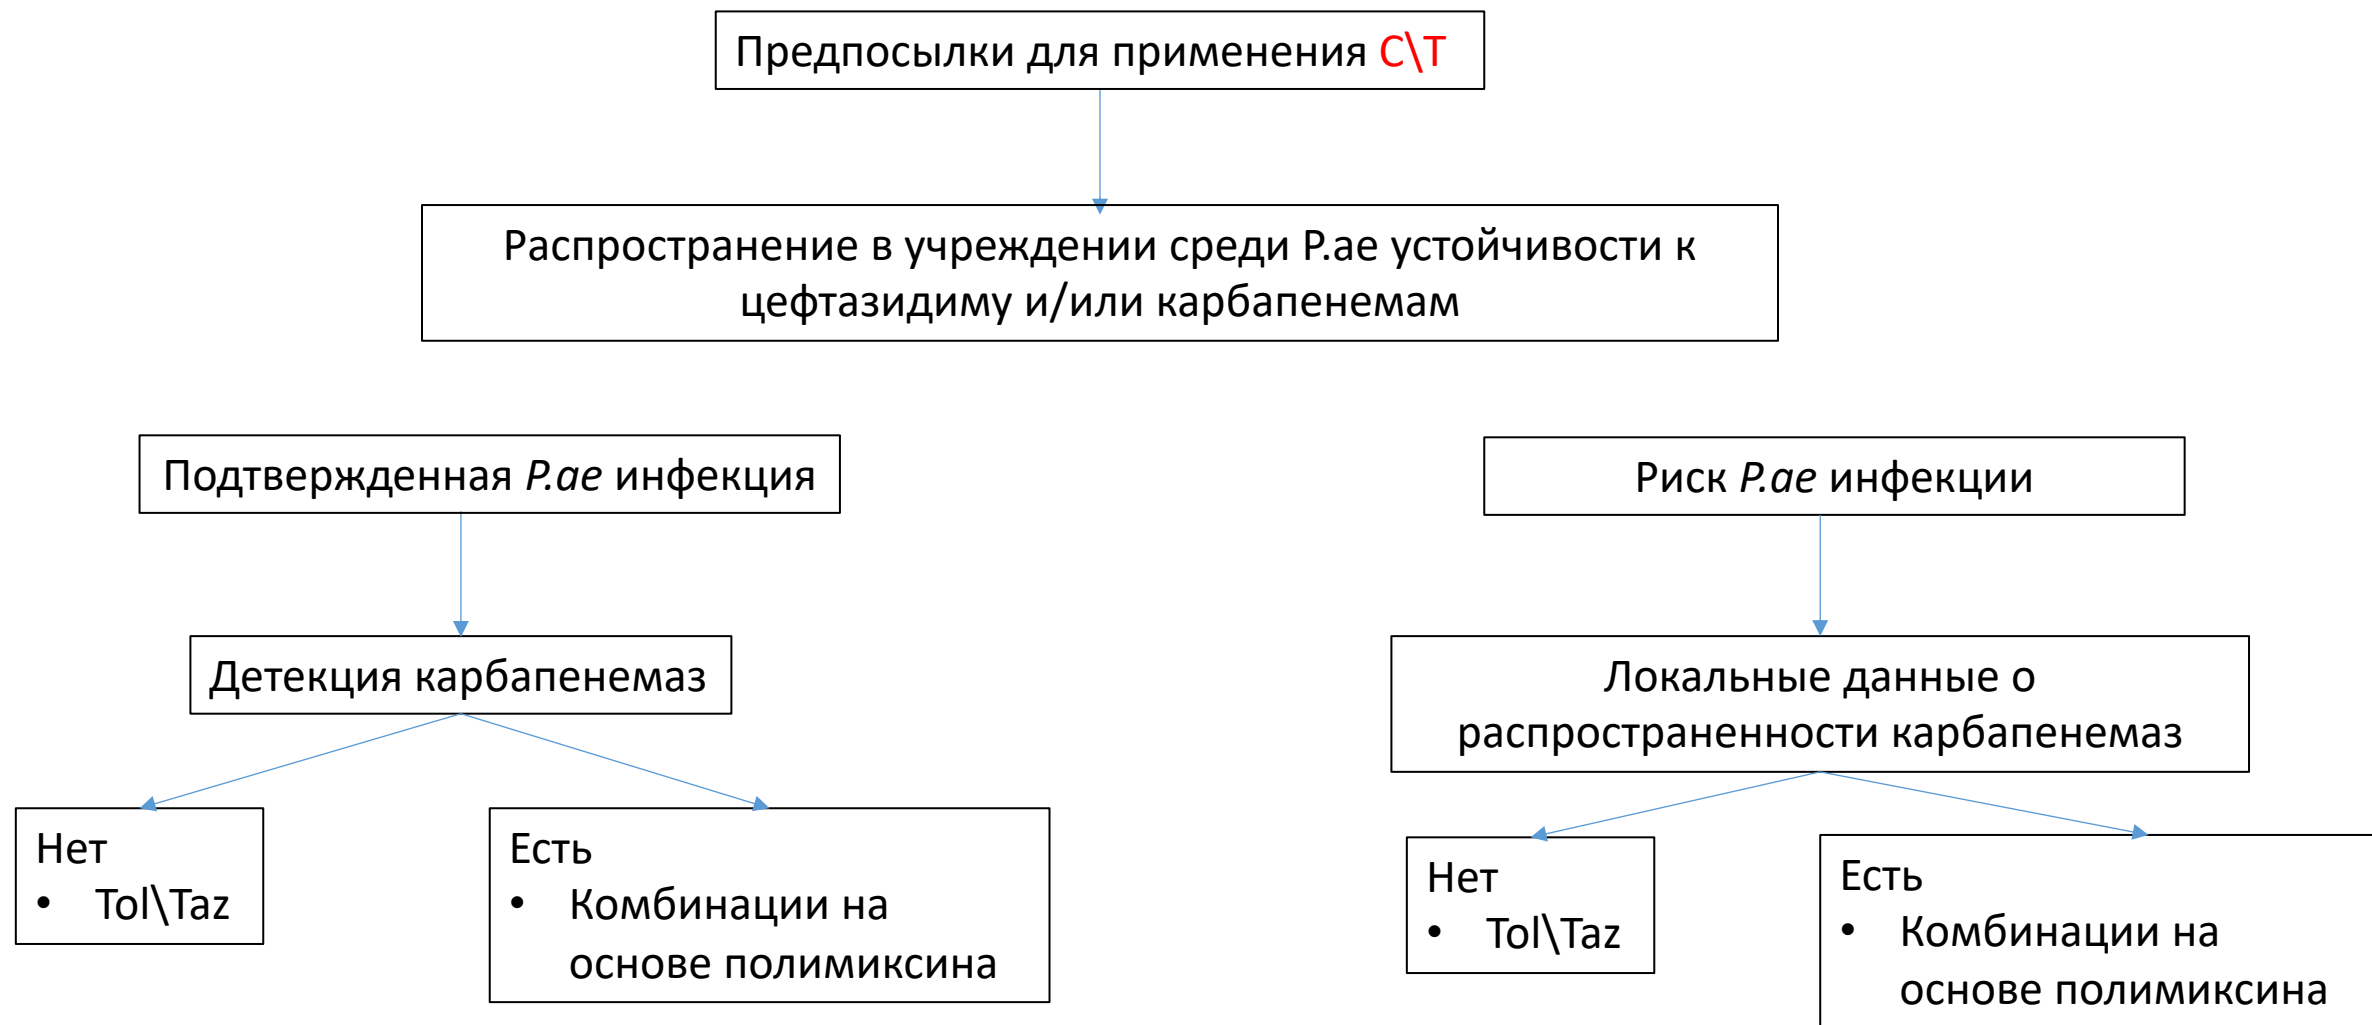 Предпосылки для применения C\T
Распространение в учреждении среди P.ae устойчивости к
цефтазидиму и/или карбапенемам
Подтвержденная P.ae инфекция
Риск P.ae инфекции
Детекция карбапенемаз
Локальные данные о
распространенности карбапенемаз
Нет
• Tol\Taz
Есть
• Комбинации на
основе полимиксина
Нет
• Tol\Taz
Есть
• Комбинации на
основе полимиксина